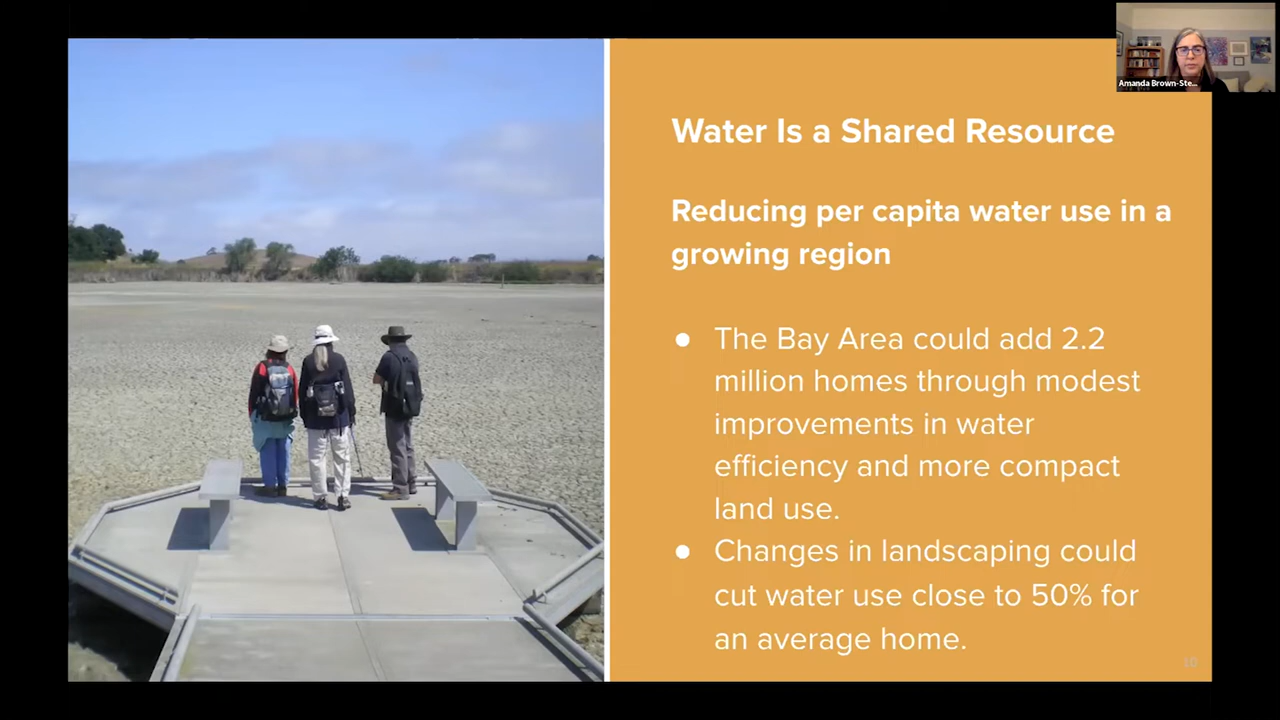 Amanda Brown-Ste...
Water Is a Shared Resource
Reducing per capita water use in a
growing region
● The Bay Area could add 2.2
million homes through modest
improvements in water
efficiency and more compact
land use.
● Changes in landscaping could
cut water use close to 50% for
an average home.
10